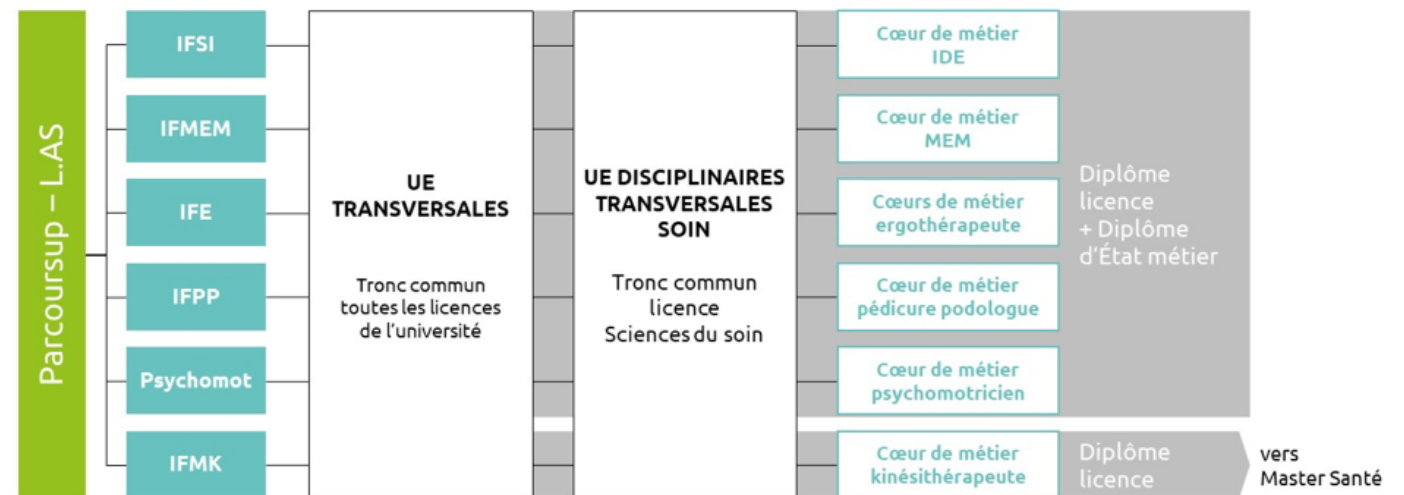 Parcoursup – L.AS
IFSI
IFMEM
IFE
IFPP
Psychomot
IFMK
UE
TRANSVERSALES
Tronc commun
toutes les licences
de l'université
UE DISCIPLINAIRES
TRANSVERSALES
SOIN
Tronc commun
licence
Sciences du soin
Cœur de métier
IDE
Cœur de métier
MEM
Cœurs de métier
ergothérapeute
Cœur de métier
pédicure podologue
Cœur de métier
psychomotricien
Cœur de métier
kinésithérapeute
Diplôme
licence
+ Diplôme
d'État métier
Diplôme
licence
vers
Master Santé